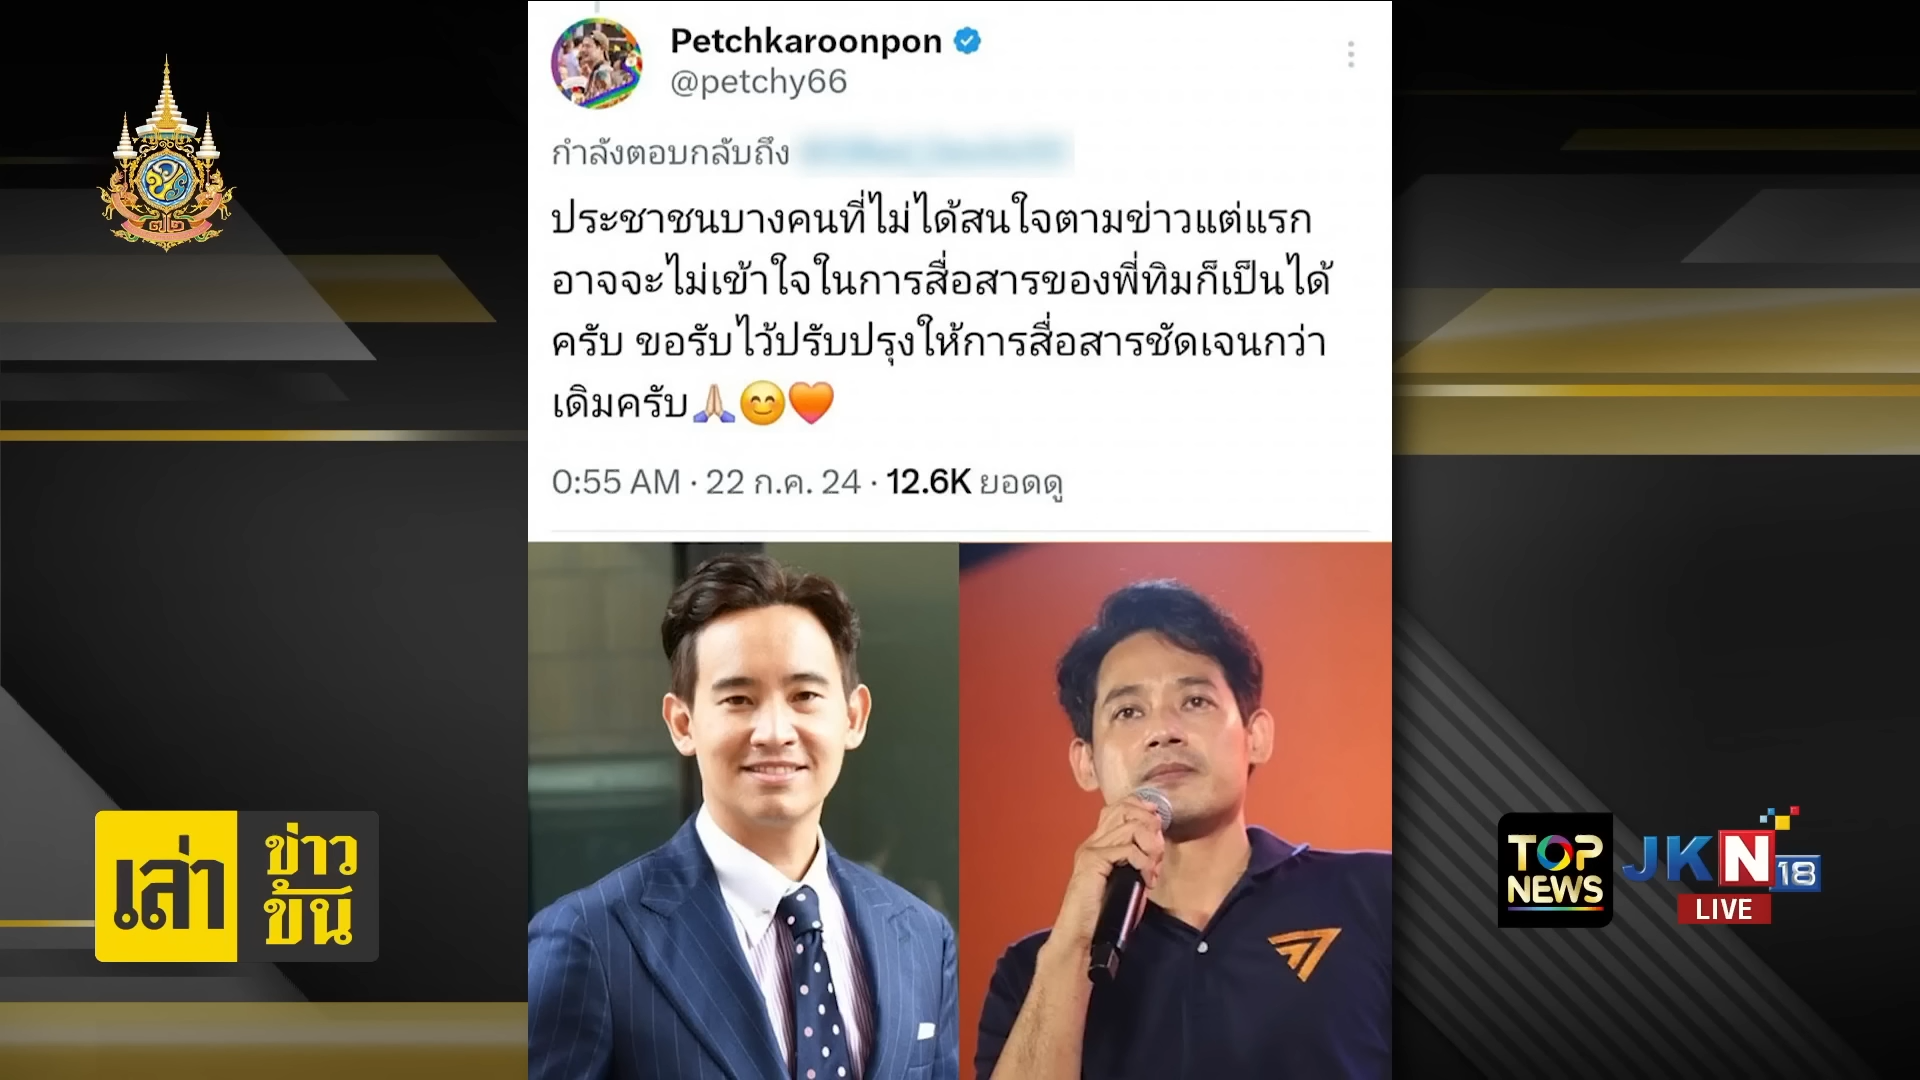 Petchkaroonpon
@petchy66
กำลังตอบกลับถึง
ประชาชนบางคนที่ไม่ได้สนใจตามข่าวแต่แรก
อาจจะไม่เข้าใจในการสื่อสารของพี่ทิมก็เป็นได้
ครับ ขอรับไว้ปรับปรุงให้การสื่อสารชัดเจนกว่า
เดิมครับ🙏🏻😊❤️
0:55 AM · 22 ก.ค. 24 · 12.6K ยอดดู
เล่า
ข่าว
ข้น
TOP
NEWS
JKN18
LIVE